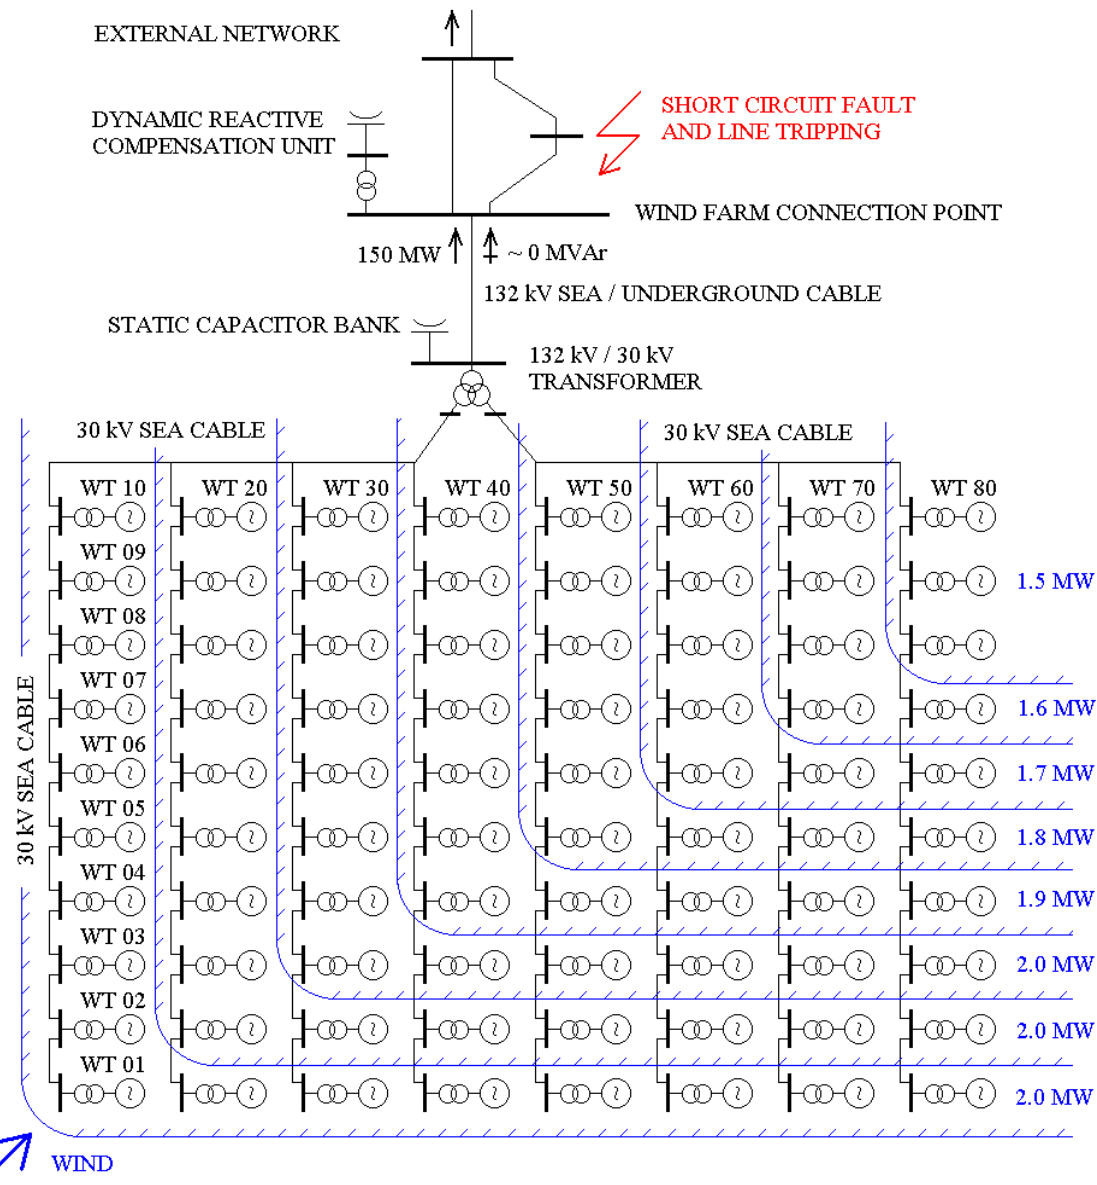 EXTERNAL NETWORK
DYNAMIC REACTIVE
COMPENSATION UNIT
SHORT CIRCUIT FAULT
AND LINE TRIPPING
WIND FARM CONNECTION POINT
150 MW
~ 0 MVAr
132 kV SEA / UNDERGROUND CABLE
STATIC CAPACITOR BANK
132 kV / 30 kV
TRANSFORMER
30 kV SEA CABLE
30 kV SEA CABLE
WT 10 WT 20 WT 30 WT 40 WT 50 WT 60 WT 70 WT 80
WT 09
1.5 MW
WT 08
WT 07
1.6 MW
WT 06
1.7 MW
30 kV SEA CABLE
WT 05
1.8 MW
WT 04
1.9 MW
WT 03
2.0 MW
WT 02
2.0 MW
WT 01
2.0 MW
WIND